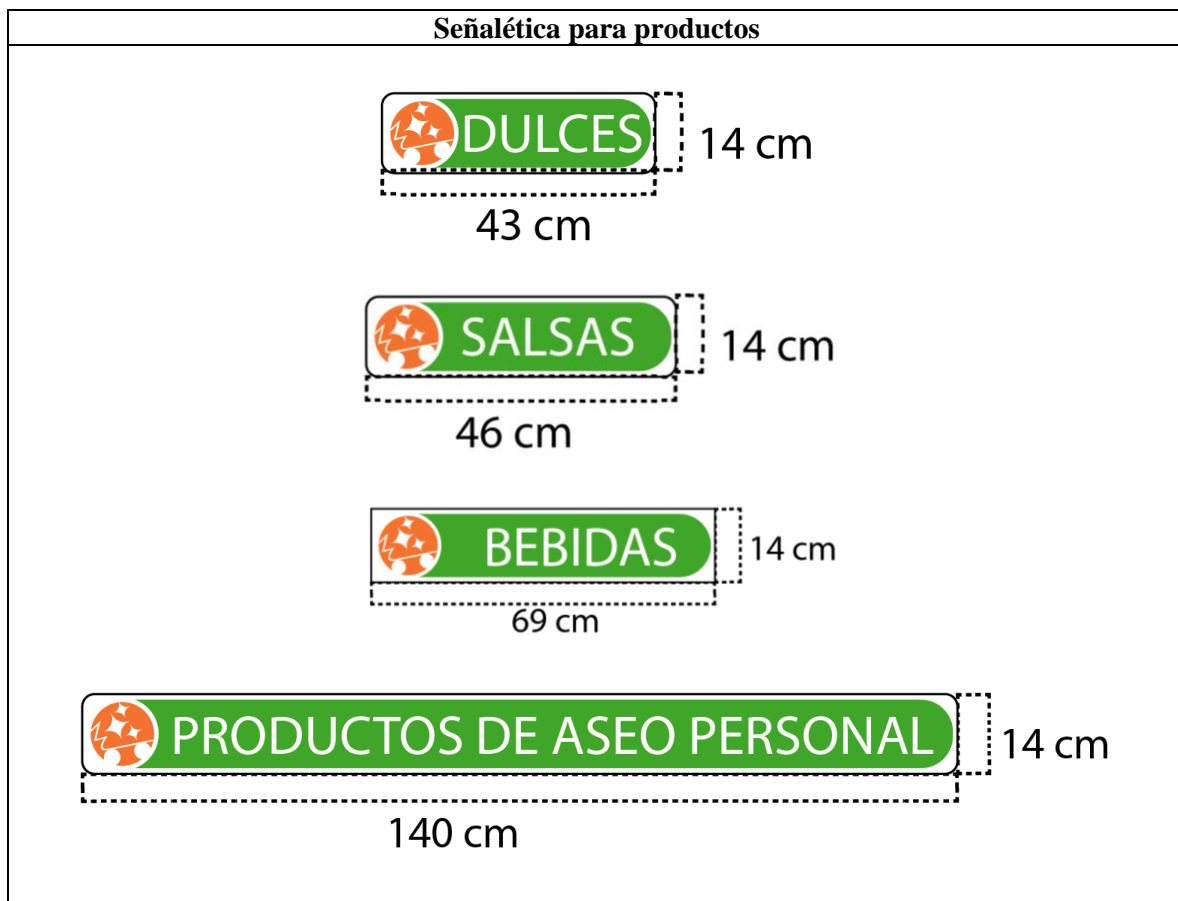 Señalética para productos
DULCES
14 cm
43 cm
SALSAS
14 cm
46 cm
BEBIDAS
14 cm
69 cm
PRODUCTOS DE ASEO PERSONAL
14 cm
140 cm